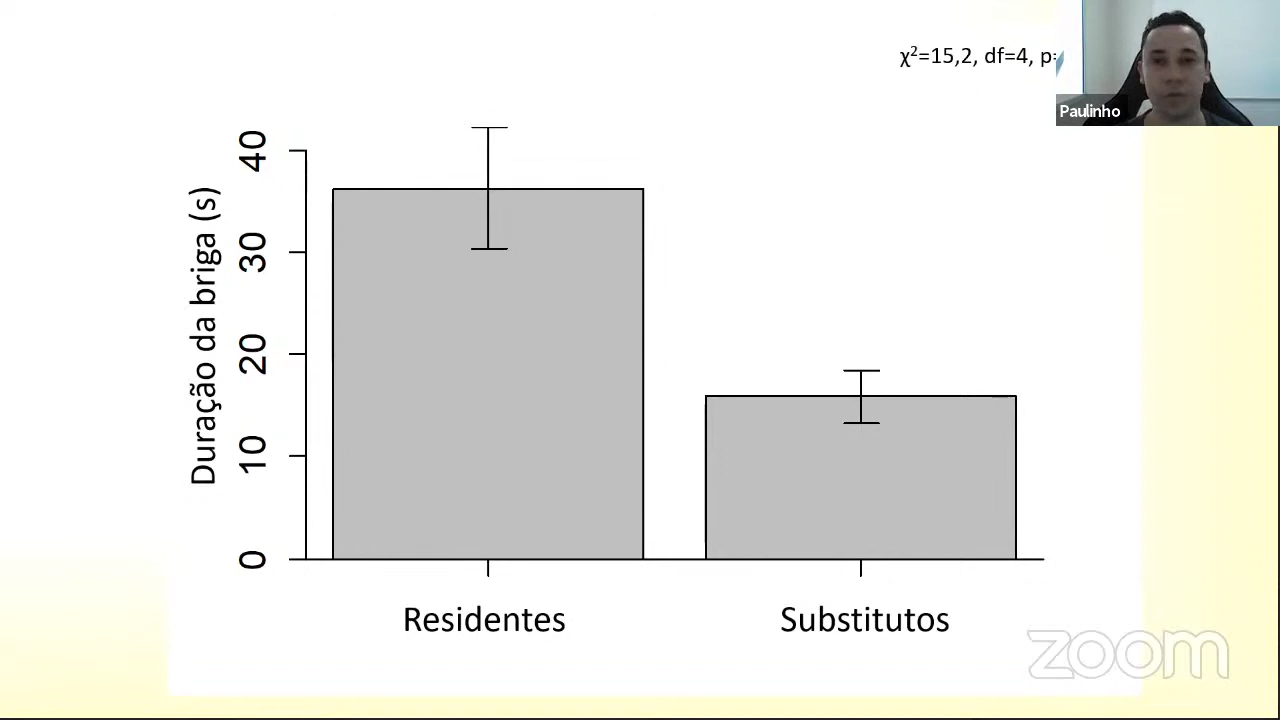 χ²=15,2, df=4, p=
Paulinho
Duração da briga (s)
40
30
20
10
0
Residentes
Substitutos
zoom